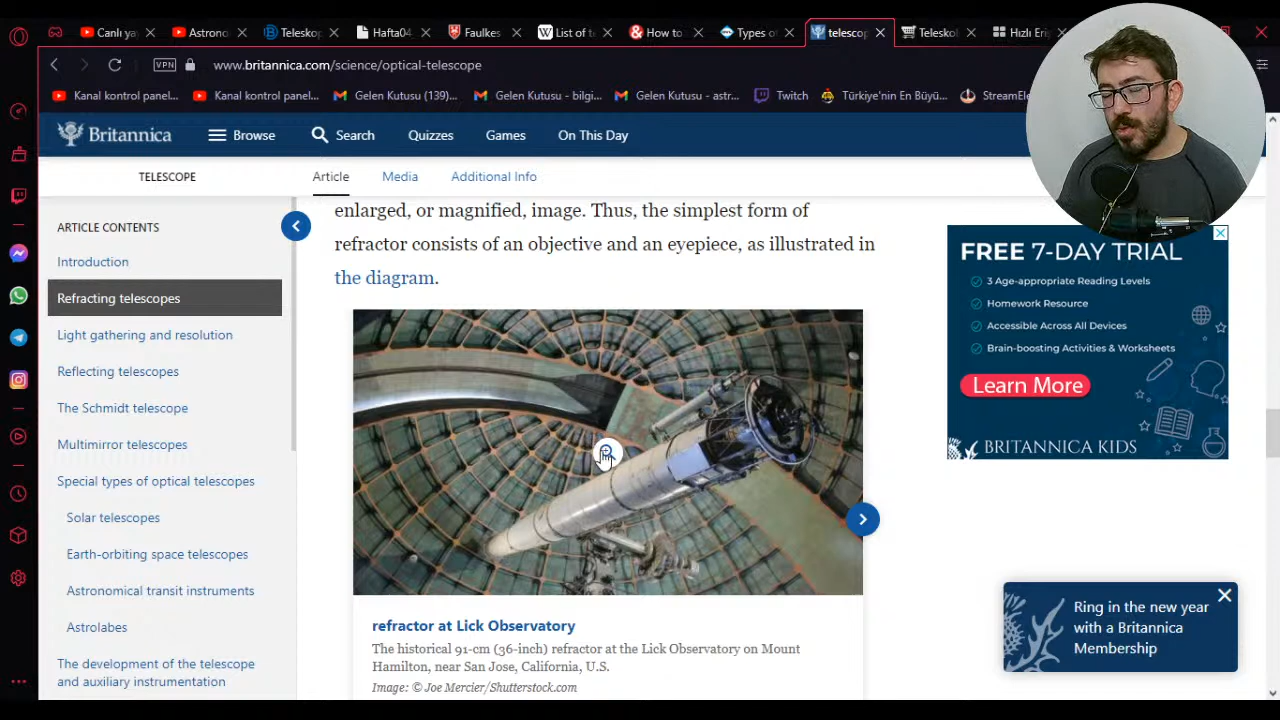 Canlı ya
Astrono
Teleskop
Hafta04
Faulkes
List of t
How to
Types of
telescop
Teleskol
Hızlı Eri
VPN
www.britannica.com/science/optical-telescope
Kanal kontrol panel...
Kanal kontrol panel...
Gelen Kutusu (139)...
Gelen Kutusu - bilgi...
Gelen Kutusu - astr...
Twitch
Türkiye'nin En Büyü...
StreamEle
Britannica
Browse
Search
Quizzes
Games
On This Day
TELESCOPE
Article
Media
Additional Info
ARTICLE CONTENTS
Introduction
Refracting telescopes
Light gathering and resolution
Reflecting telescopes
The Schmidt telescope
Multimirror telescopes
Special types of optical telescopes
Solar telescopes
Earth-orbiting space telescopes
Astronomical transit instruments
Astrolabes
The development of the telescope
and auxiliary instrumentation
enlarged, or magnified, image. Thus, the simplest form of
refractor consists of an objective and an eyepiece, as illustrated in
the diagram.
refractor at Lick Observatory
The historical 91-cm (36-inch) refractor at the Lick Observatory on Mount
Hamilton, near San Jose, California, U.S.
Image: © Joe Mercier/Shutterstock.com
FREE 7-DAY TRIAL
3 Age-appropriate Reading Levels
Homework Resource
Accessible Across All Devices
Brain-boosting Activities & Worksheets
Learn More
BRITANNICA KIDS
Ring in the new year
with a Britannica
Membership